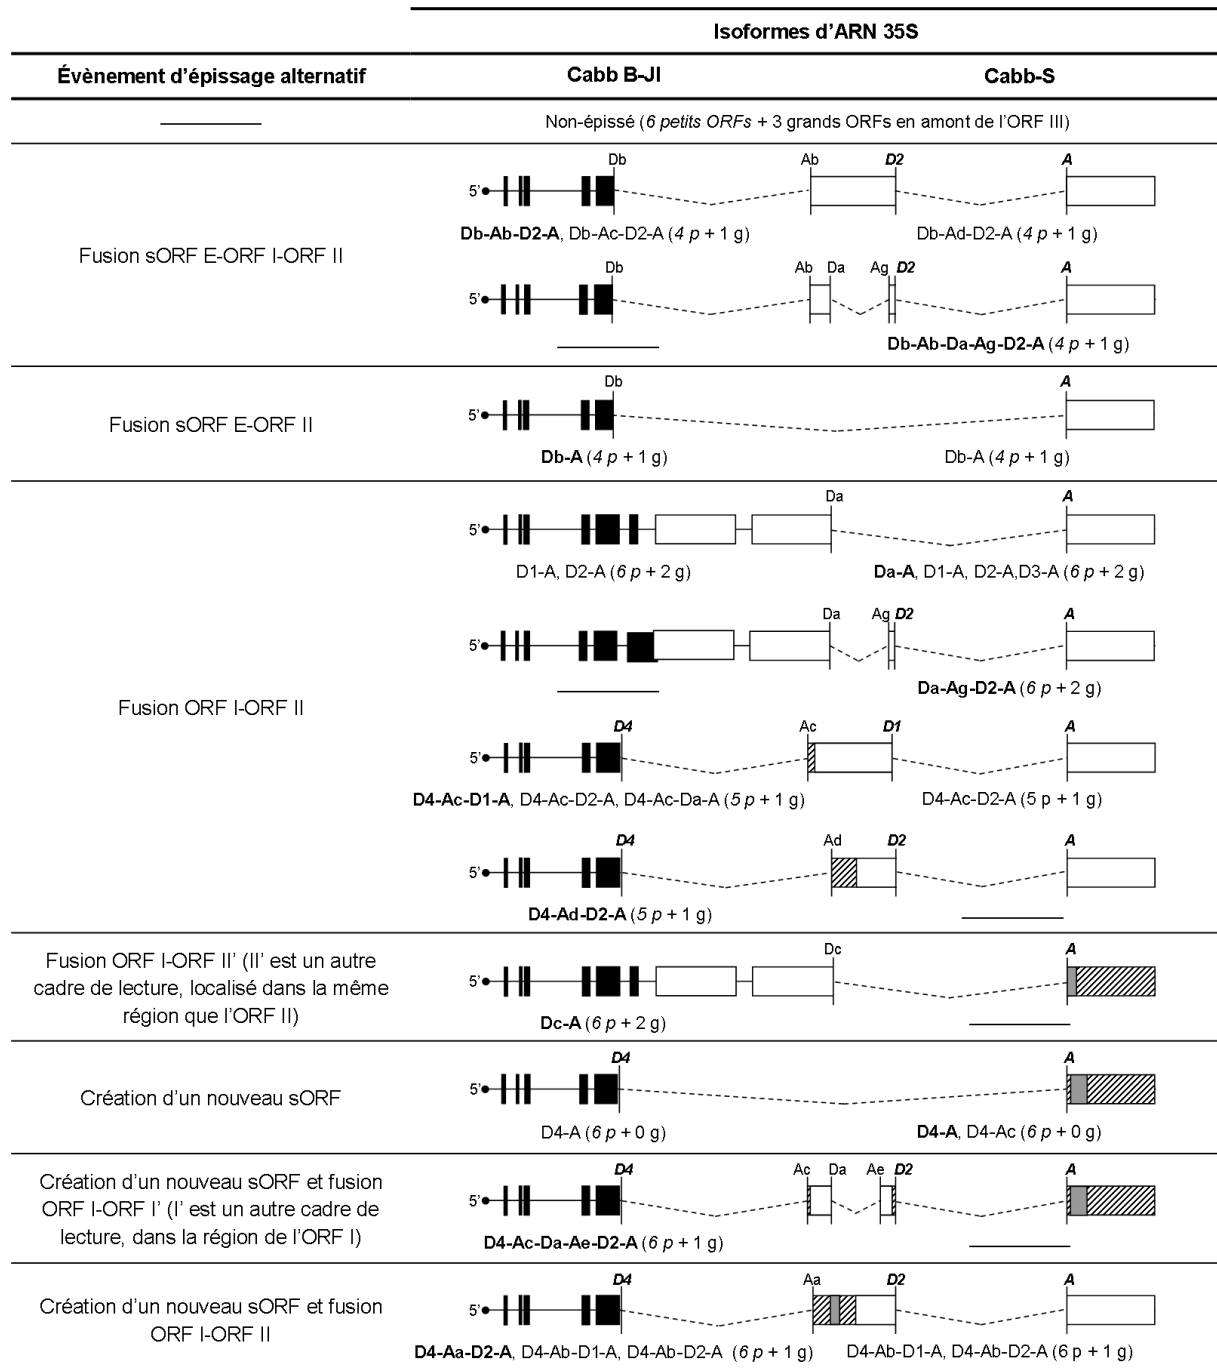 Isoformes d'ARN 35S
Évènement d'épissage alternatif
Cabb B-JI
Cabb-S
Non-épissé (6 petits ORFs + 3 grands ORFs en amont de l'ORF III)
Fusion sORF E-ORF I-ORF II
Db Ab D2 A
5'
Db-Ab-D2-A, Db-Ac-D2-A (4 p + 1 g)
Db-Ad-D2-A (4 p + 1 g)
Db Ab Da Ag D2 A
5'
Db-Ab-Da-Ag-D2-A (4 p + 1 g)
Fusion sORF E-ORF II
Db A
5'
Db-A (4 p + 1 g)
Db-A (4 p + 1 g)
Fusion ORF I-ORF II
Da A
5'
D1-A, D2-A (6 p + 2 g)
Da-A, D1-A, D2-A,D3-A (6 p + 2 g)
Da Ag D2 A
5'
Da-Ag-D2-A (6 p + 2 g)
D4 Ac D1 A
5'
D4-Ac-D1-A, D4-Ac-D2-A, D4-Ac-Da-A (5 p + 1 g)
D4-Ac-D2-A (5 p + 1 g)
D4 Ad D2 A
5'
D4-Ad-D2-A (5 p + 1 g)
Fusion ORF I-ORF II' (II' est un autre
cadre de lecture, localisé dans la même
région que l'ORF II)
Dc A
5'
Dc-A (6 p + 2 g)
Création d'un nouveau sORF
D4 A
5'
D4-A (6 p + 0 g)
D4-A, D4-Ac (6 p + 0 g)
Création d'un nouveau sORF et fusion
ORF I-ORF I' (I' est un autre cadre de
lecture, dans la région de l'ORF I)
D4 Ac Da Ae D2 A
5'
D4-Ac-Da-Ae-D2-A (6 p + 1 g)
Création d'un nouveau sORF et fusion
ORF I-ORF II
D4 Aa D2 A
5'
D4-Aa-D2-A, D4-Ab-D1-A, D4-Ab-D2-A (6 p + 1 g)
D4-Ab-D1-A, D4-Ab-D2-A (6 p + 1 g)